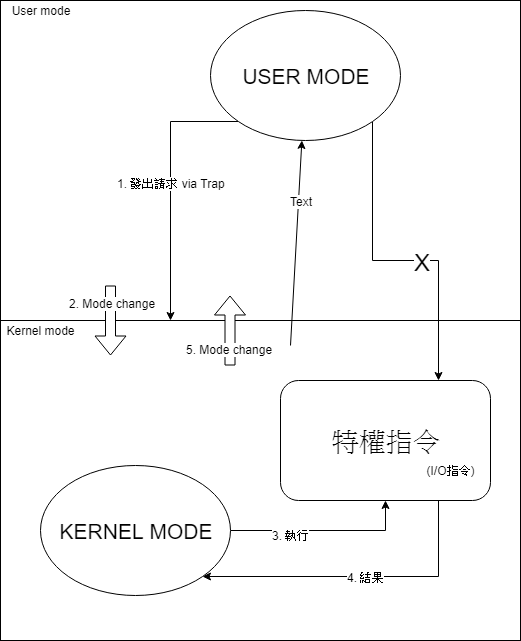 User mode
USER MODE
1. 發出請求 via Trap
Text
X
2. Mode change
Kernel mode
5. Mode change
特權指令
(I/O指令)
KERNEL MODE
3. 執行
4. 結果